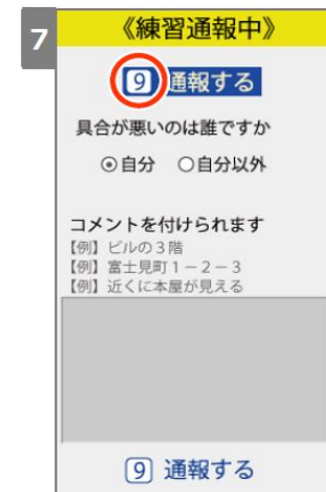 7
《練習通報中》
9 通報する
具合が悪いのは誰ですか
◉自分 ○自分以外
コメントを付けられます
【例】ビルの3階
【例】富士見町1-2-3
【例】近くに本屋が見える
9 通報する